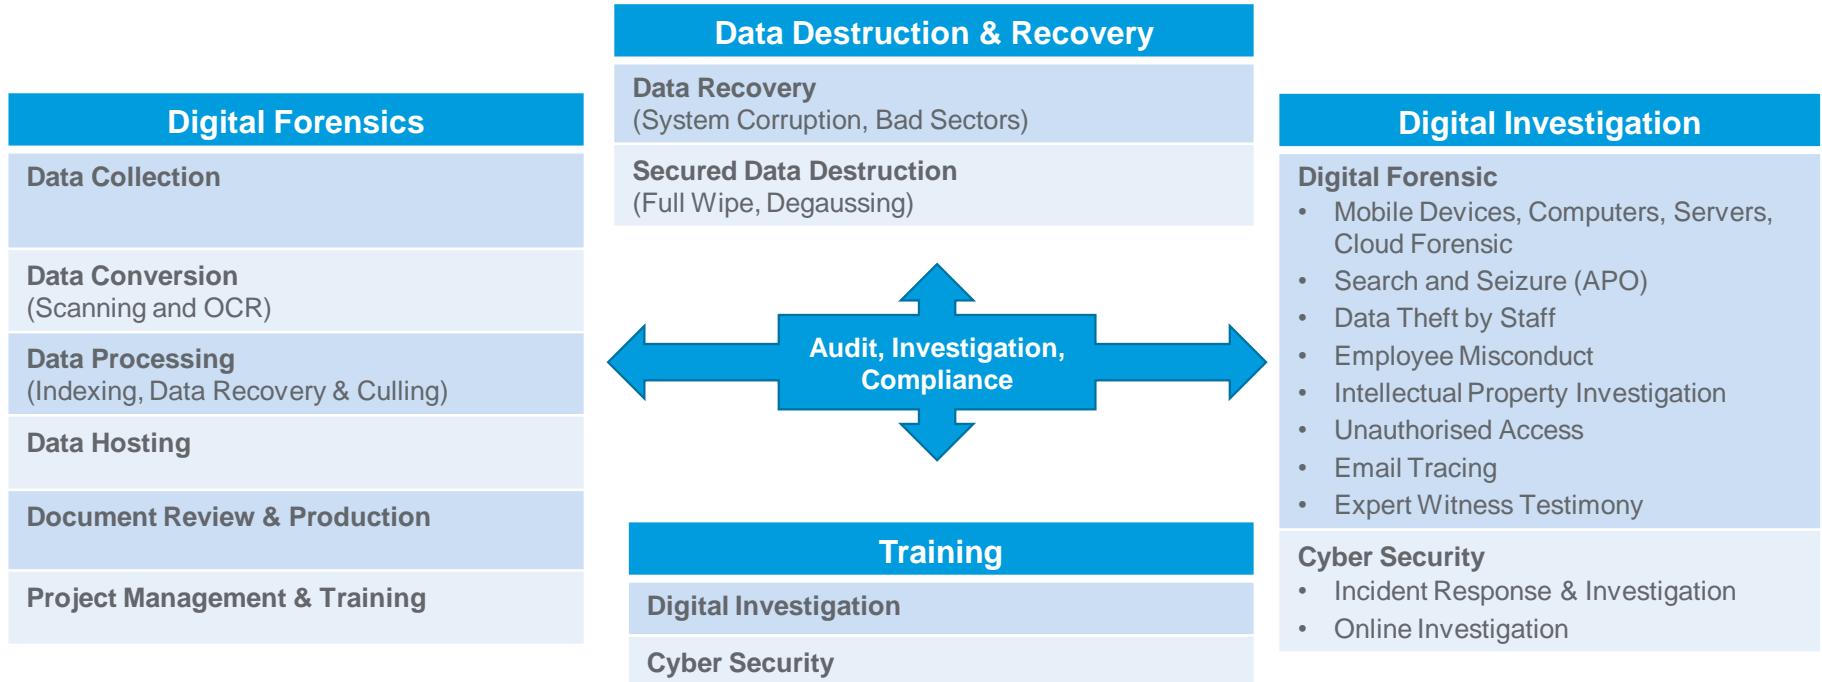 Data Destruction & Recovery
Data Recovery
(System Corruption, Bad Sectors)
Secured Data Destruction
(Full Wipe, Degaussing)
Digital Forensics
Data Collection
Data Conversion
(Scanning and OCR)
Data Processing
(Indexing, Data Recovery & Culling)
Data Hosting
Document Review & Production
Project Management & Training
Audit, Investigation,
Compliance
Digital Investigation
Digital Forensic
• Mobile Devices, Computers, Servers,
Cloud Forensic
• Search and Seizure (APO)
• Data Theft by Staff
• Employee Misconduct
• Intellectual Property Investigation
• Unauthorised Access
• Email Tracing
• Expert Witness Testimony
Cyber Security
• Incident Response & Investigation
• Online Investigation
Training
Digital Investigation
Cyber Security